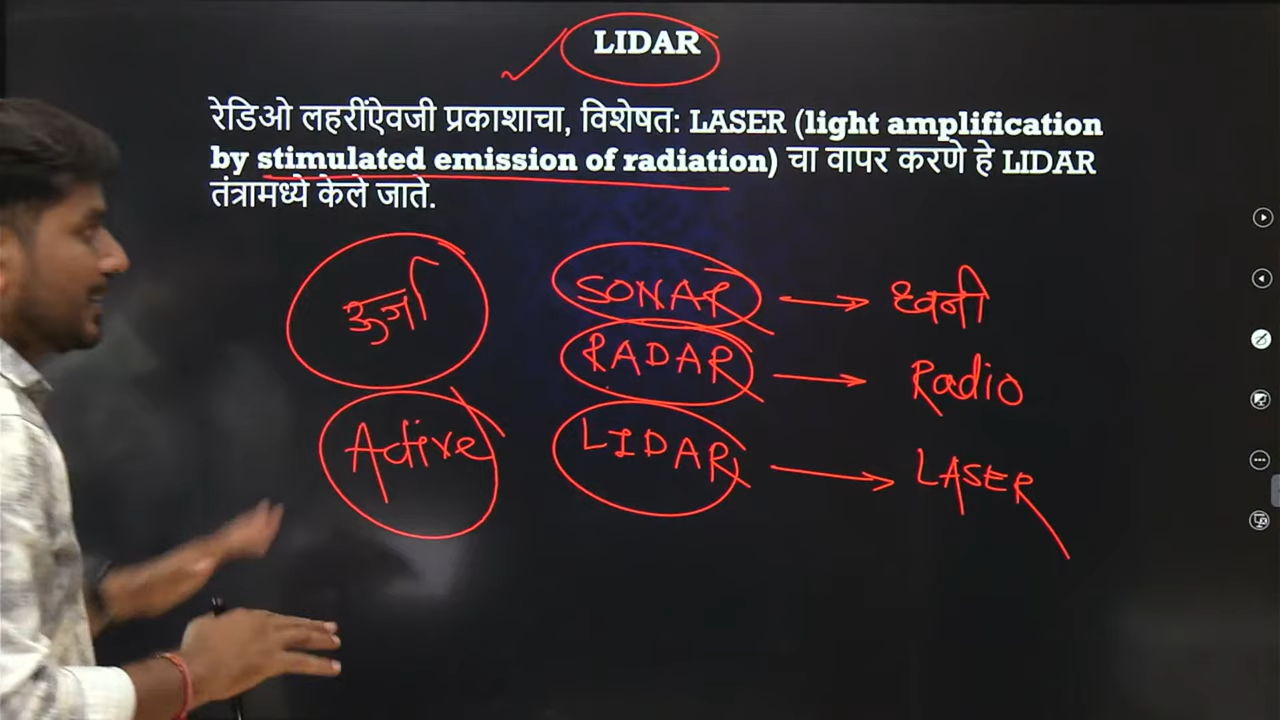 LIDAR
रेडिओ लहरींऐवजी प्रकाशाचा, विशेषत: LASER (light amplification
by stimulated emission of radiation) चा वापर करणे हे LIDAR
तंत्रामध्ये केले जाते.
ऊर्जा SONAR → ध्वनी
RADAR → Radio
Active LIDAR → LASER